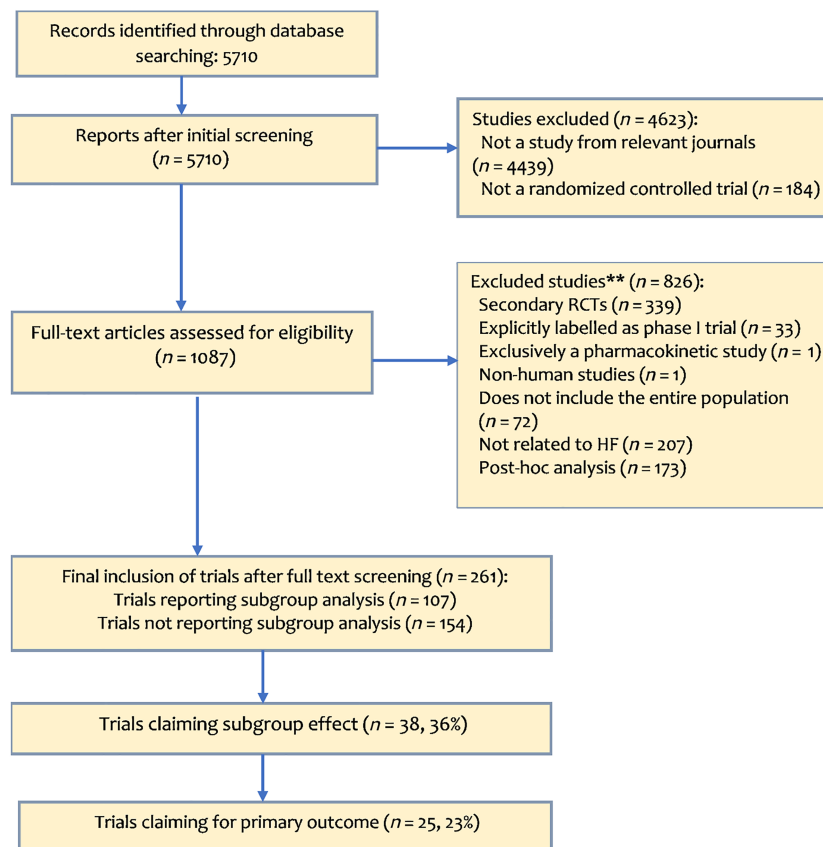 Records identified through database
searching: 5710
Reports after initial screening
(n = 5710)
Studies excluded (n = 4623):
Not a study from relevant journals
(n = 4439)
Not a randomized controlled trial (n = 184)
Full-text articles assessed for eligibility
(n = 1087)
Excluded studies** (n = 826):
Secondary RCTs (n = 339)
Explicitly labelled as phase I trial (n = 33)
Exclusively a pharmacokinetic study (n = 1)
Non-human studies (n = 1)
Does not include the entire population
(n = 72)
Not related to HF (n = 207)
Post-hoc analysis (n = 173)
Final inclusion of trials after full text screening (n = 261):
Trials reporting subgroup analysis (n = 107)
Trials not reporting subgroup analysis (n = 154)
Trials claiming subgroup effect (n = 38, 36%)
Trials claiming for primary outcome (n = 25, 23%)